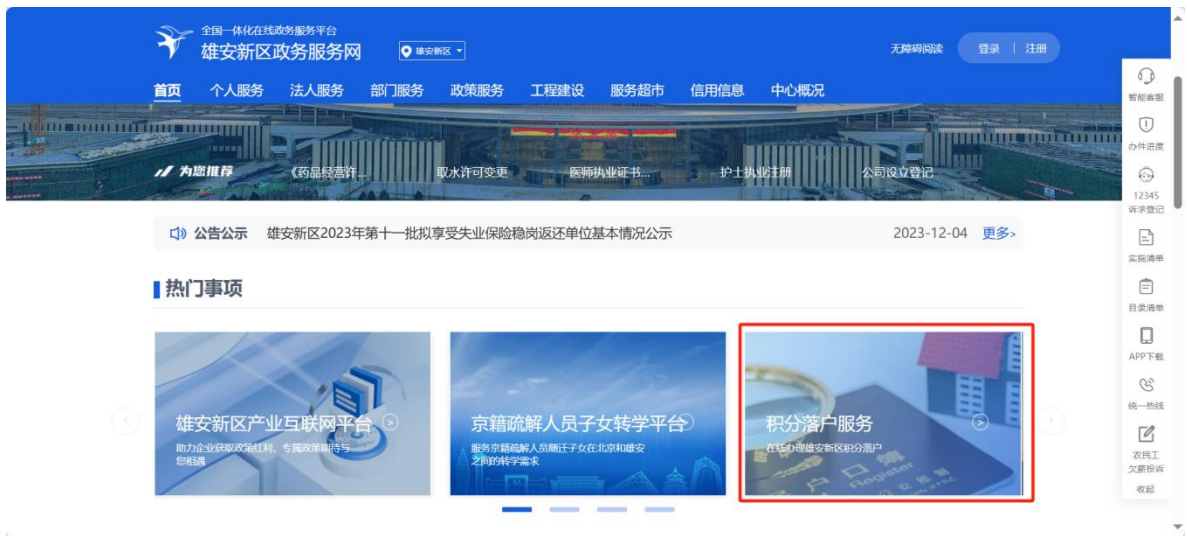 全国一体化在线政务服务平台
雄安新区政务服务网
雄安新区
无障碍阅读
登录 | 注册
首页 个人服务 法人服务 部门服务 政策服务 工程建设 服务超市 信用信息 中心概况
为您推荐 《药品经营许... 取水许可变更 医师执业证书... 护士执业注册 公司设立登记
公告公示 雄安新区2023年第十一批拟享受失业保险稳岗返还单位基本情况公示 2023-12-04 更多>
热门事项
雄安新区产业互联网平台
助力企业获取政策红利，专属政策期待与
您相遇
京籍疏解人员子女转学平台
服务京籍疏解人员随迁子女在北京和雄安
之间的转学需求
积分落户服务
在线办理雄安新区积分落户
户口
Register
智能客服
办件进度
12345
诉求登记
实施清单
目录清单
APP下载
统一热线
农民工
欠薪投诉
收起